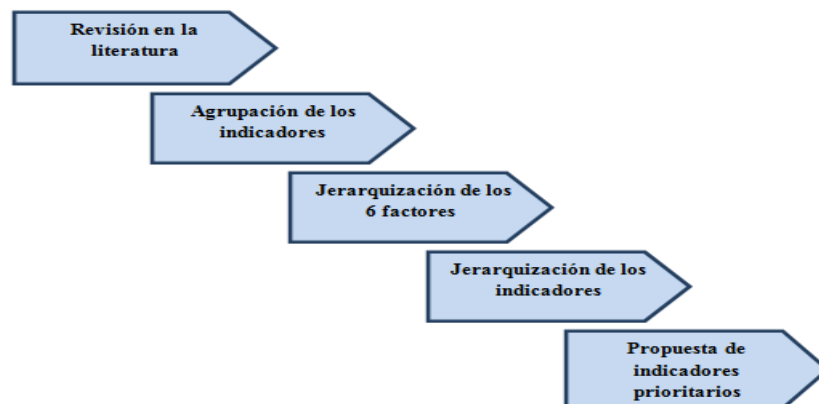 Revisión en la
literatura
Agrupación de los
indicadores
Jerarquización de los
6 factores
Jerarquización de los
indicadores
Propuesta de
indicadores
prioritarios